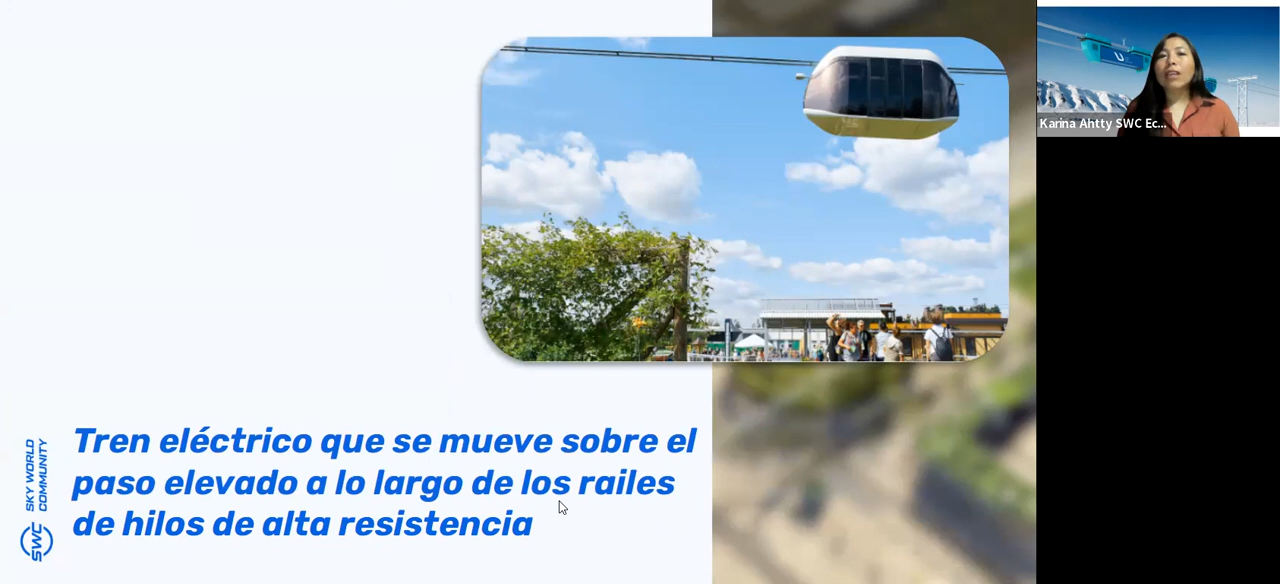 Tren eléctrico que se mueve sobre el
paso elevado a lo largo de los railes
de hilos de alta resistencia
SKY WORLD
COMMUNITY
SWC
Karina Ahtty SWC Ec...